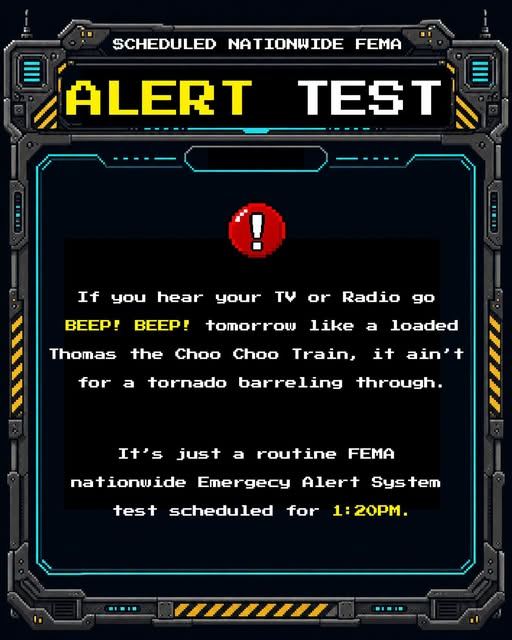 SCHEDULED NATIONWIDE FEMA
ALERT TEST
If you hear your TV or Radio go
BEEP! BEEP! tomorrow like a loaded
Thomas the Choo Choo Train, it ain't
for a tornado barreling through.
It's just a routine FEMA
nationwide Emergecy Alert System
test scheduled for 1:20PM.